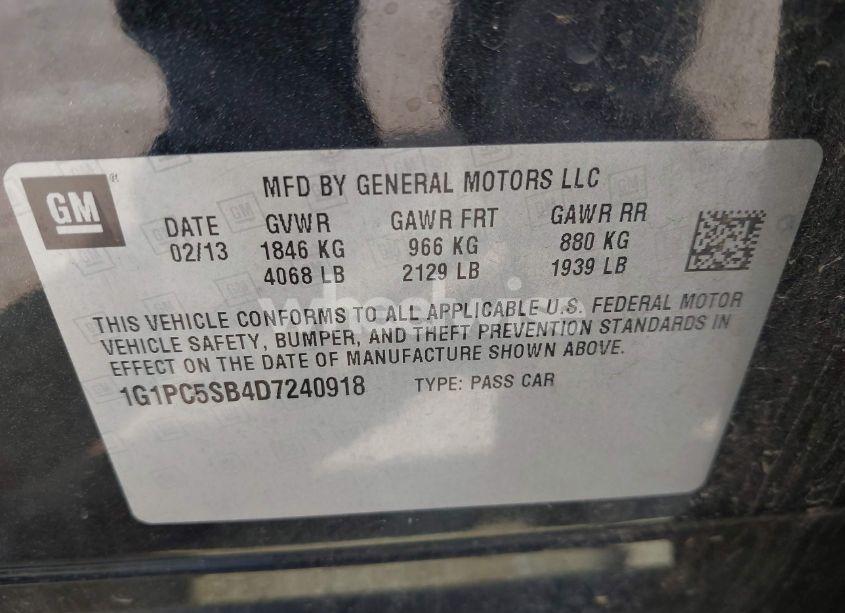 GM
MFD BY GENERAL MOTORS LLC
DATE GVWR GAWR FRT GAWR RR
02/13 1846 KG 966 KG 880 KG
4068 LB 2129 LB 1939 LB
THIS VEHICLE CONFORMS TO ALL APPLICABLE U.S. FEDERAL MOTOR
VEHICLE SAFETY, BUMPER, AND THEFT PREVENTION STANDARDS IN
EFFECT ON THE DATE OF MANUFACTURE SHOWN ABOVE.
1G1PC5SB4D7240918 TYPE: PASS CAR